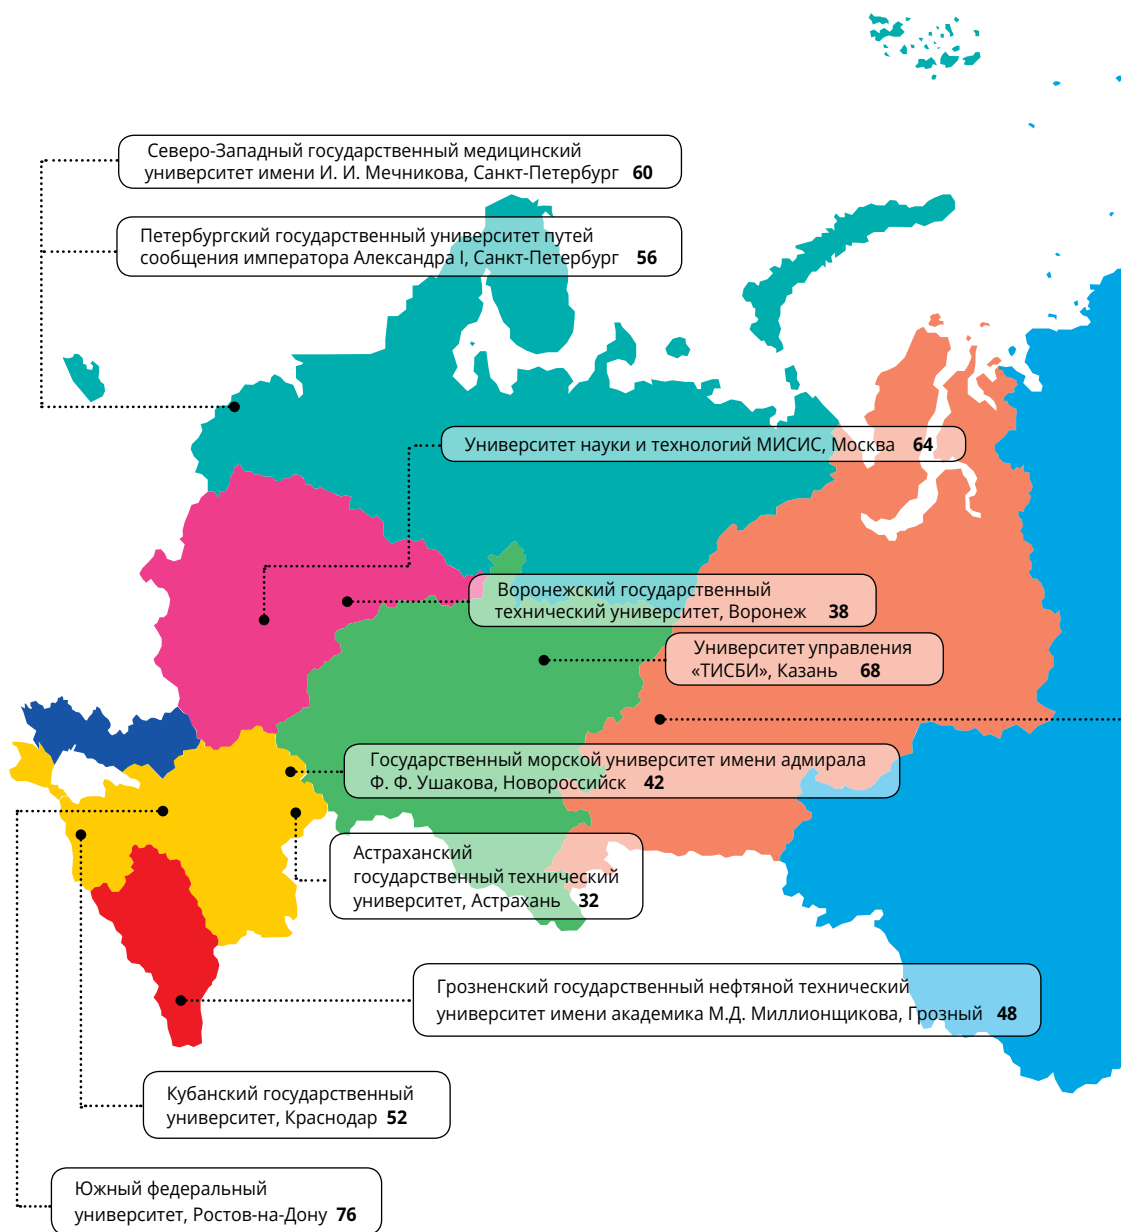 Северо-Западный государственный медицинский
университет имени И. И. Мечникова, Санкт-Петербург 60
Петербургский государственный университет путей
сообщения императора Александра I, Санкт-Петербург 56
Университет науки и технологий МИСИС, Москва 64
Воронежский государственный
технический университет, Воронеж 38
Университет управления
«ТИСБИ», Казань 68
Государственный морской университет имени адмирала
Ф. Ф. Ушакова, Новороссийск 42
Астраханский
государственный технический
университет, Астрахань 32
Грозненский государственный нефтяной технический
университет имени академика М.Д. Миллионщикова, Грозный 48
Кубанский государственный
университет, Краснодар 52
Южный федеральный
университет, Ростов-на-Дону 76